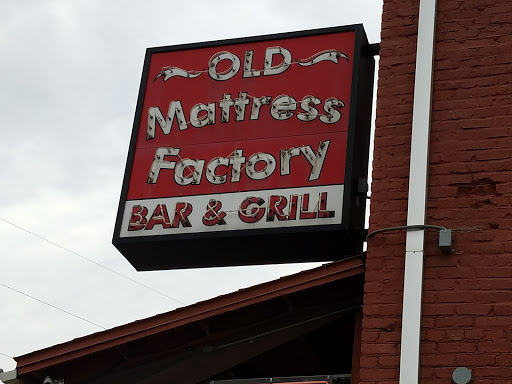 OLD
Mattress
Factory
BAR & GRILL